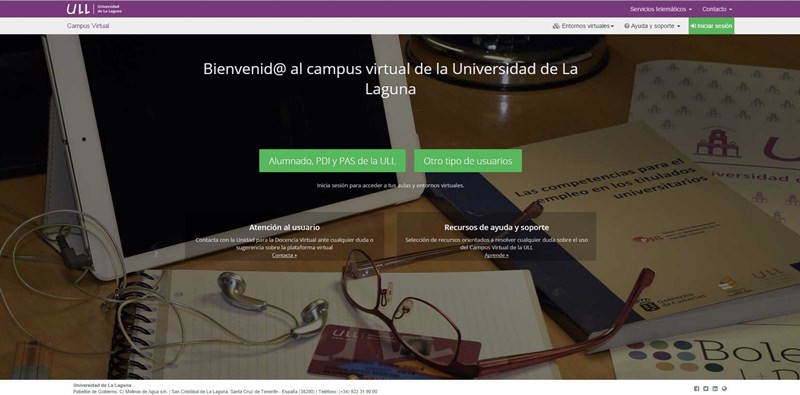 ULL Universidad de La Laguna
Servicios telemáticos Contacto
Campus Virtual
Entornos virtuales Ayuda y soporte Iniciar sesión
Bienvenid@ al campus virtual de la Universidad de La
Laguna
Alumnado, PDI y PAS de la ULL Otro tipo de usuarios
Inicia sesión para acceder a tus aulas y entornos virtuales.
Atención al usuario
Contacta con la Unidad para la Docencia Virtual ante cualquier duda o
sugerencia sobre la plataforma virtual
Contacta »
Recursos de ayuda y soporte
Selección de recursos orientados a resolver cualquier duda sobre el uso
del Campus Virtual de la ULL
Aprende »
Las competencias para el
empleo en los titulados
universitarios
Gobierno
de Canarias
ULL
Bole
Universidad de La Laguna
Pabellón de Gobierno, C/ Molinos de Agua s/n. | San Cristóbal de La Laguna. Santa Cruz de Tenerife - España (38200) | Teléfono: (+34) 922 31 90 00